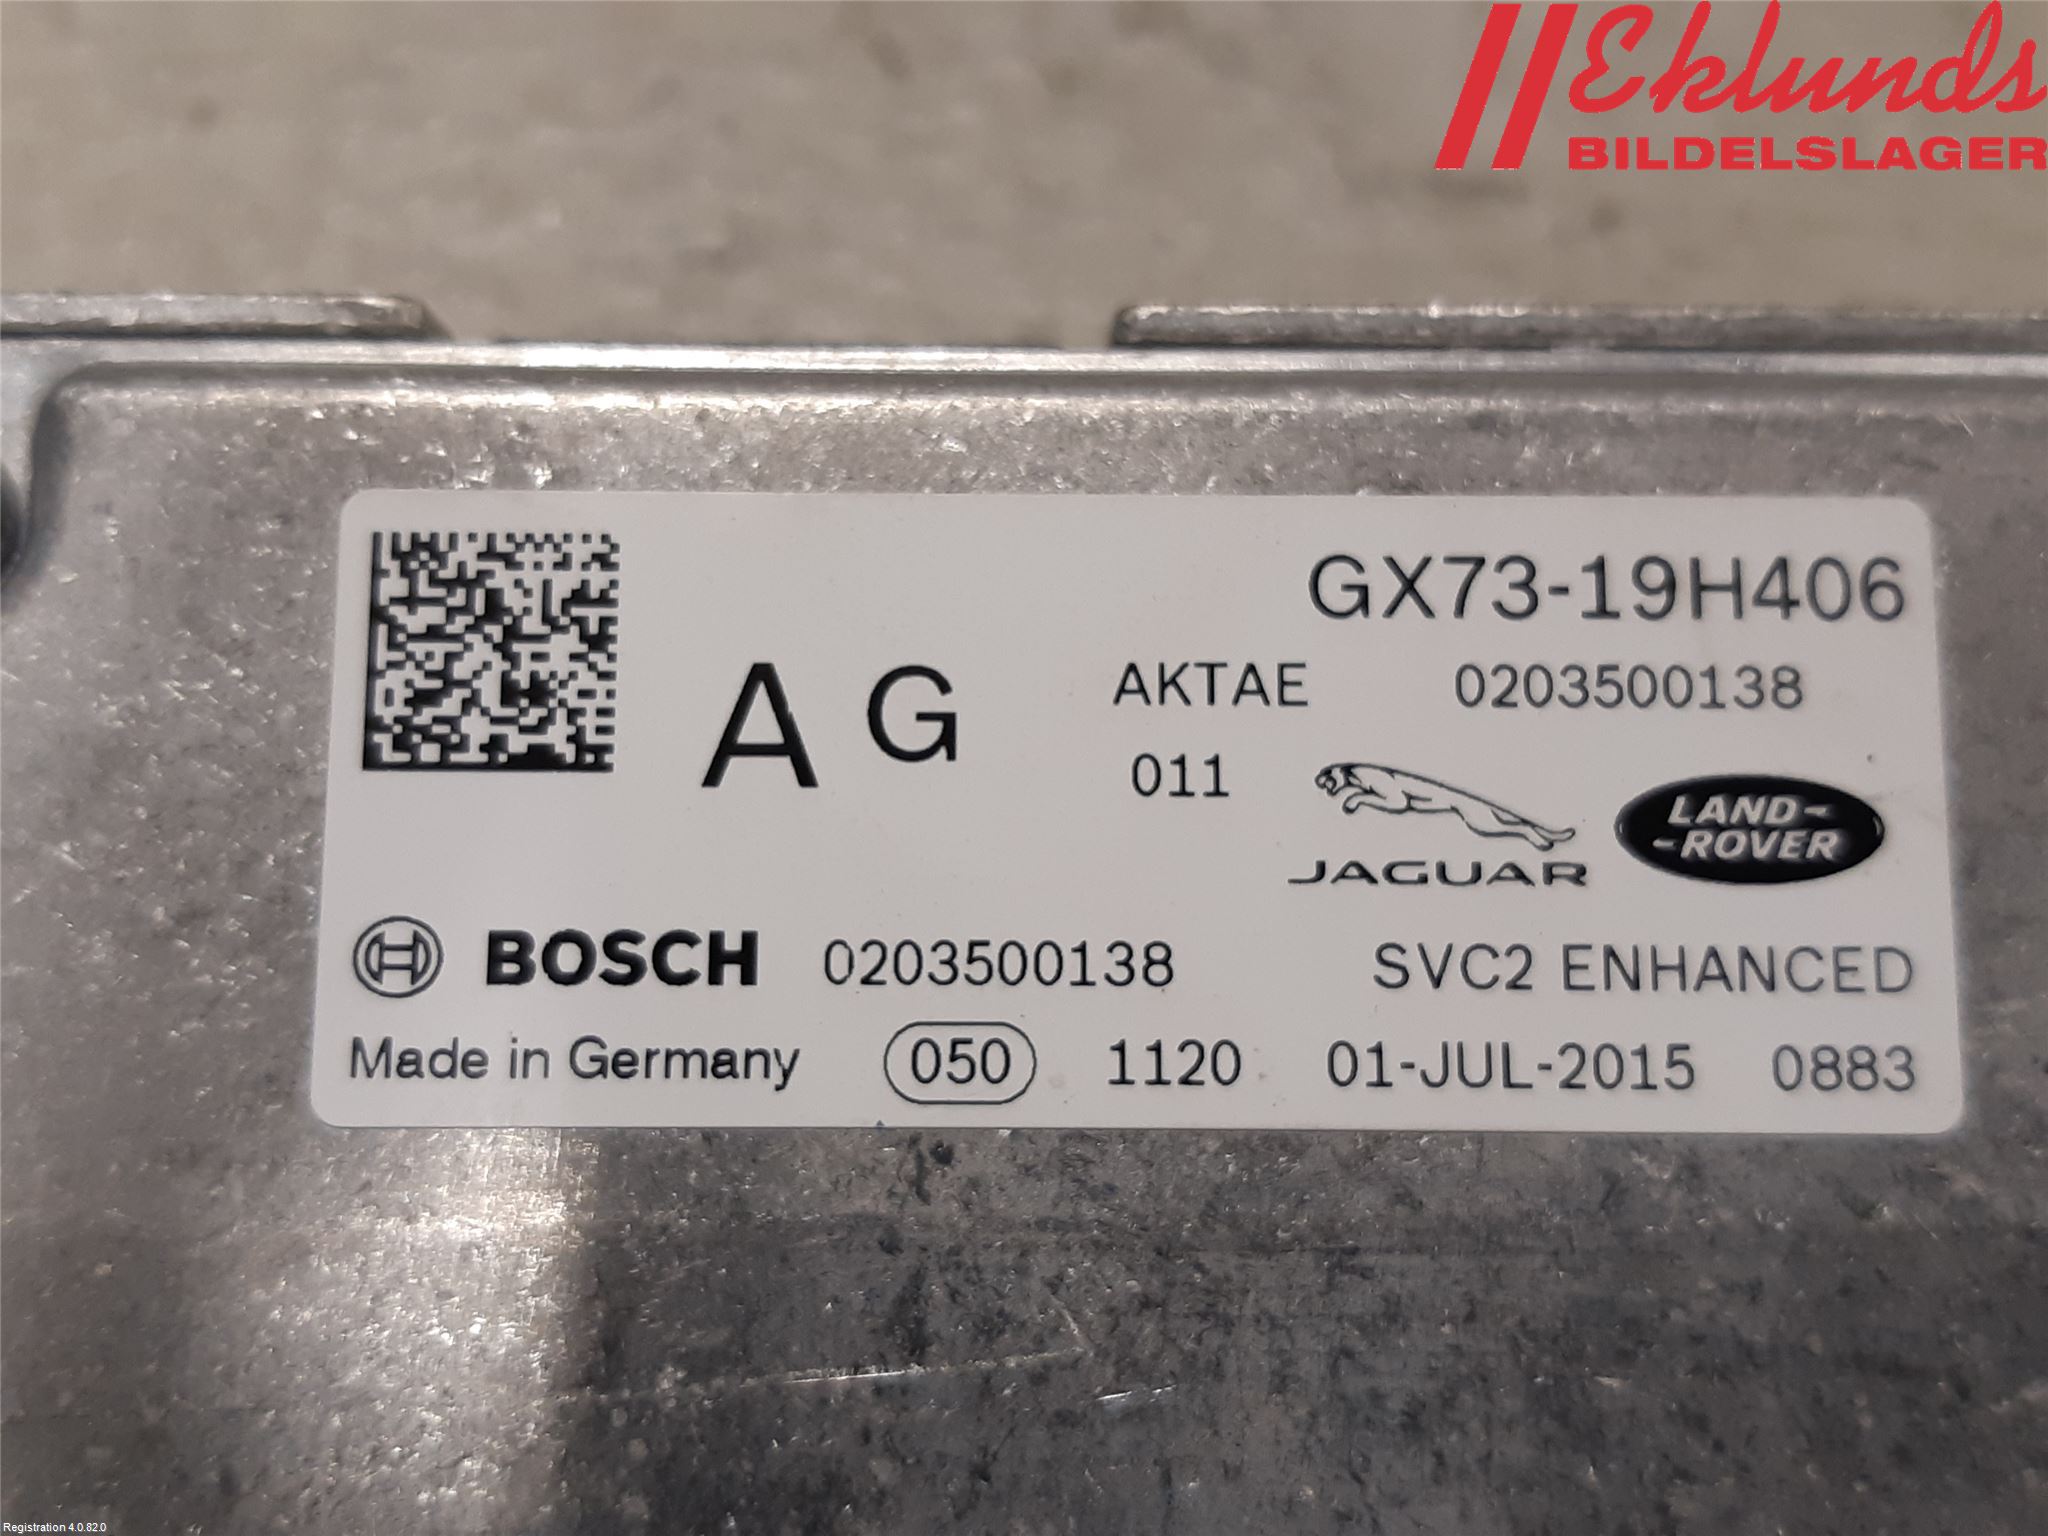 Eklunds
BILDELSLAGER
GX73-19H406
A G
AKTAE 0203500138
011
JAGUAR
LAND-
-ROVER
BOSCH 0203500138 SVC2 ENHANCED
Made in Germany 050 1120 01-JUL-2015 0883
Registration 4.0.82.0